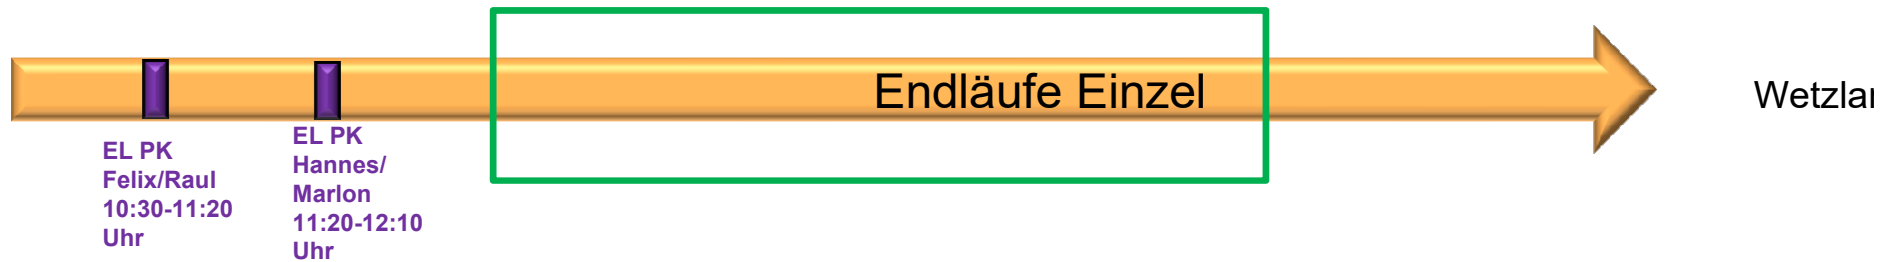 Endläufe Einzel
EL PK
Felix/Raul
10:30-11:20
Uhr
EL PK
Hannes/
Marlon
11:20-12:10
Uhr